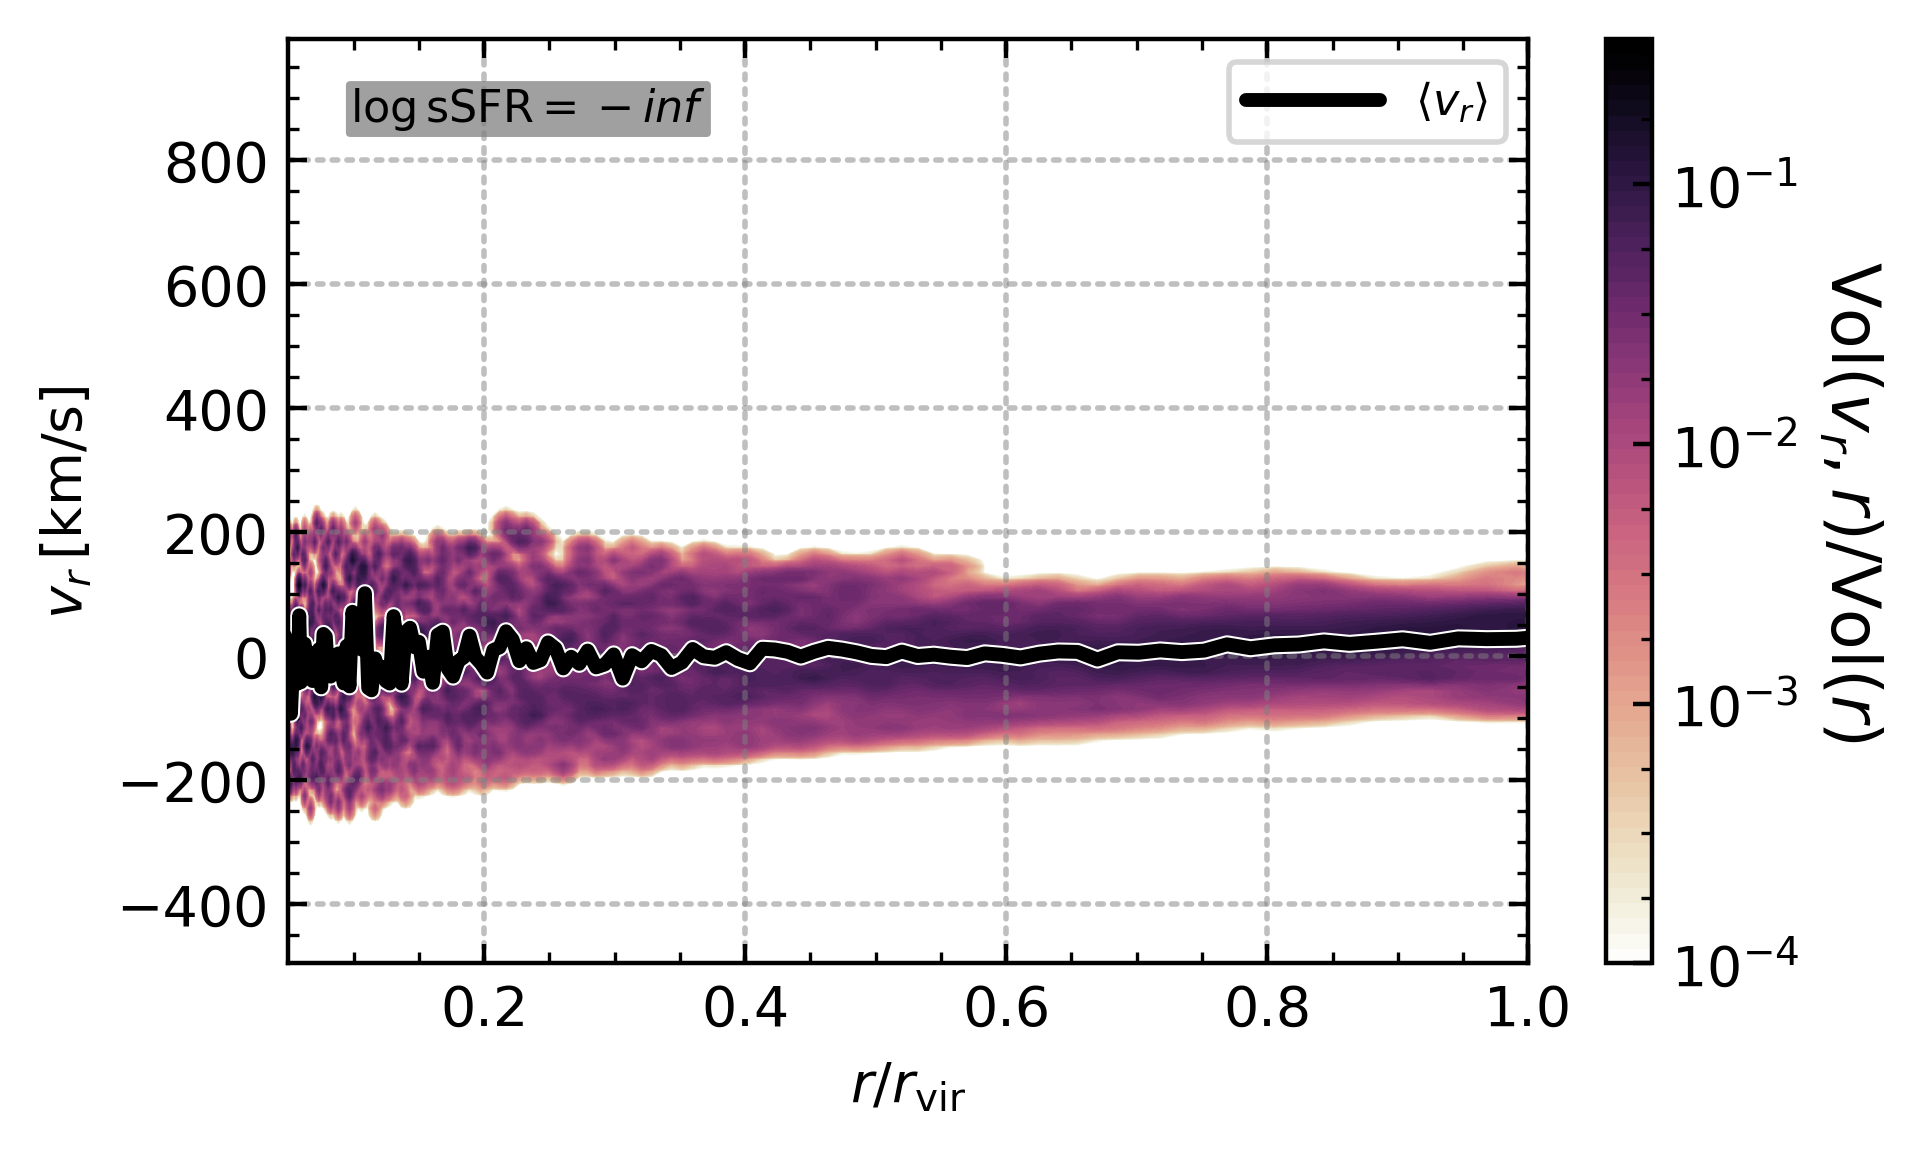 log sSFR = −inf
⟨v_r⟩
800
600
400
200
0
−200
−400
v_r [km/s]
0.2 0.4 0.6 0.8 1.0
r/r_vir
10⁻¹
10⁻²
10⁻³
10⁻⁴
Vol(v_r, r)/Vol(r)